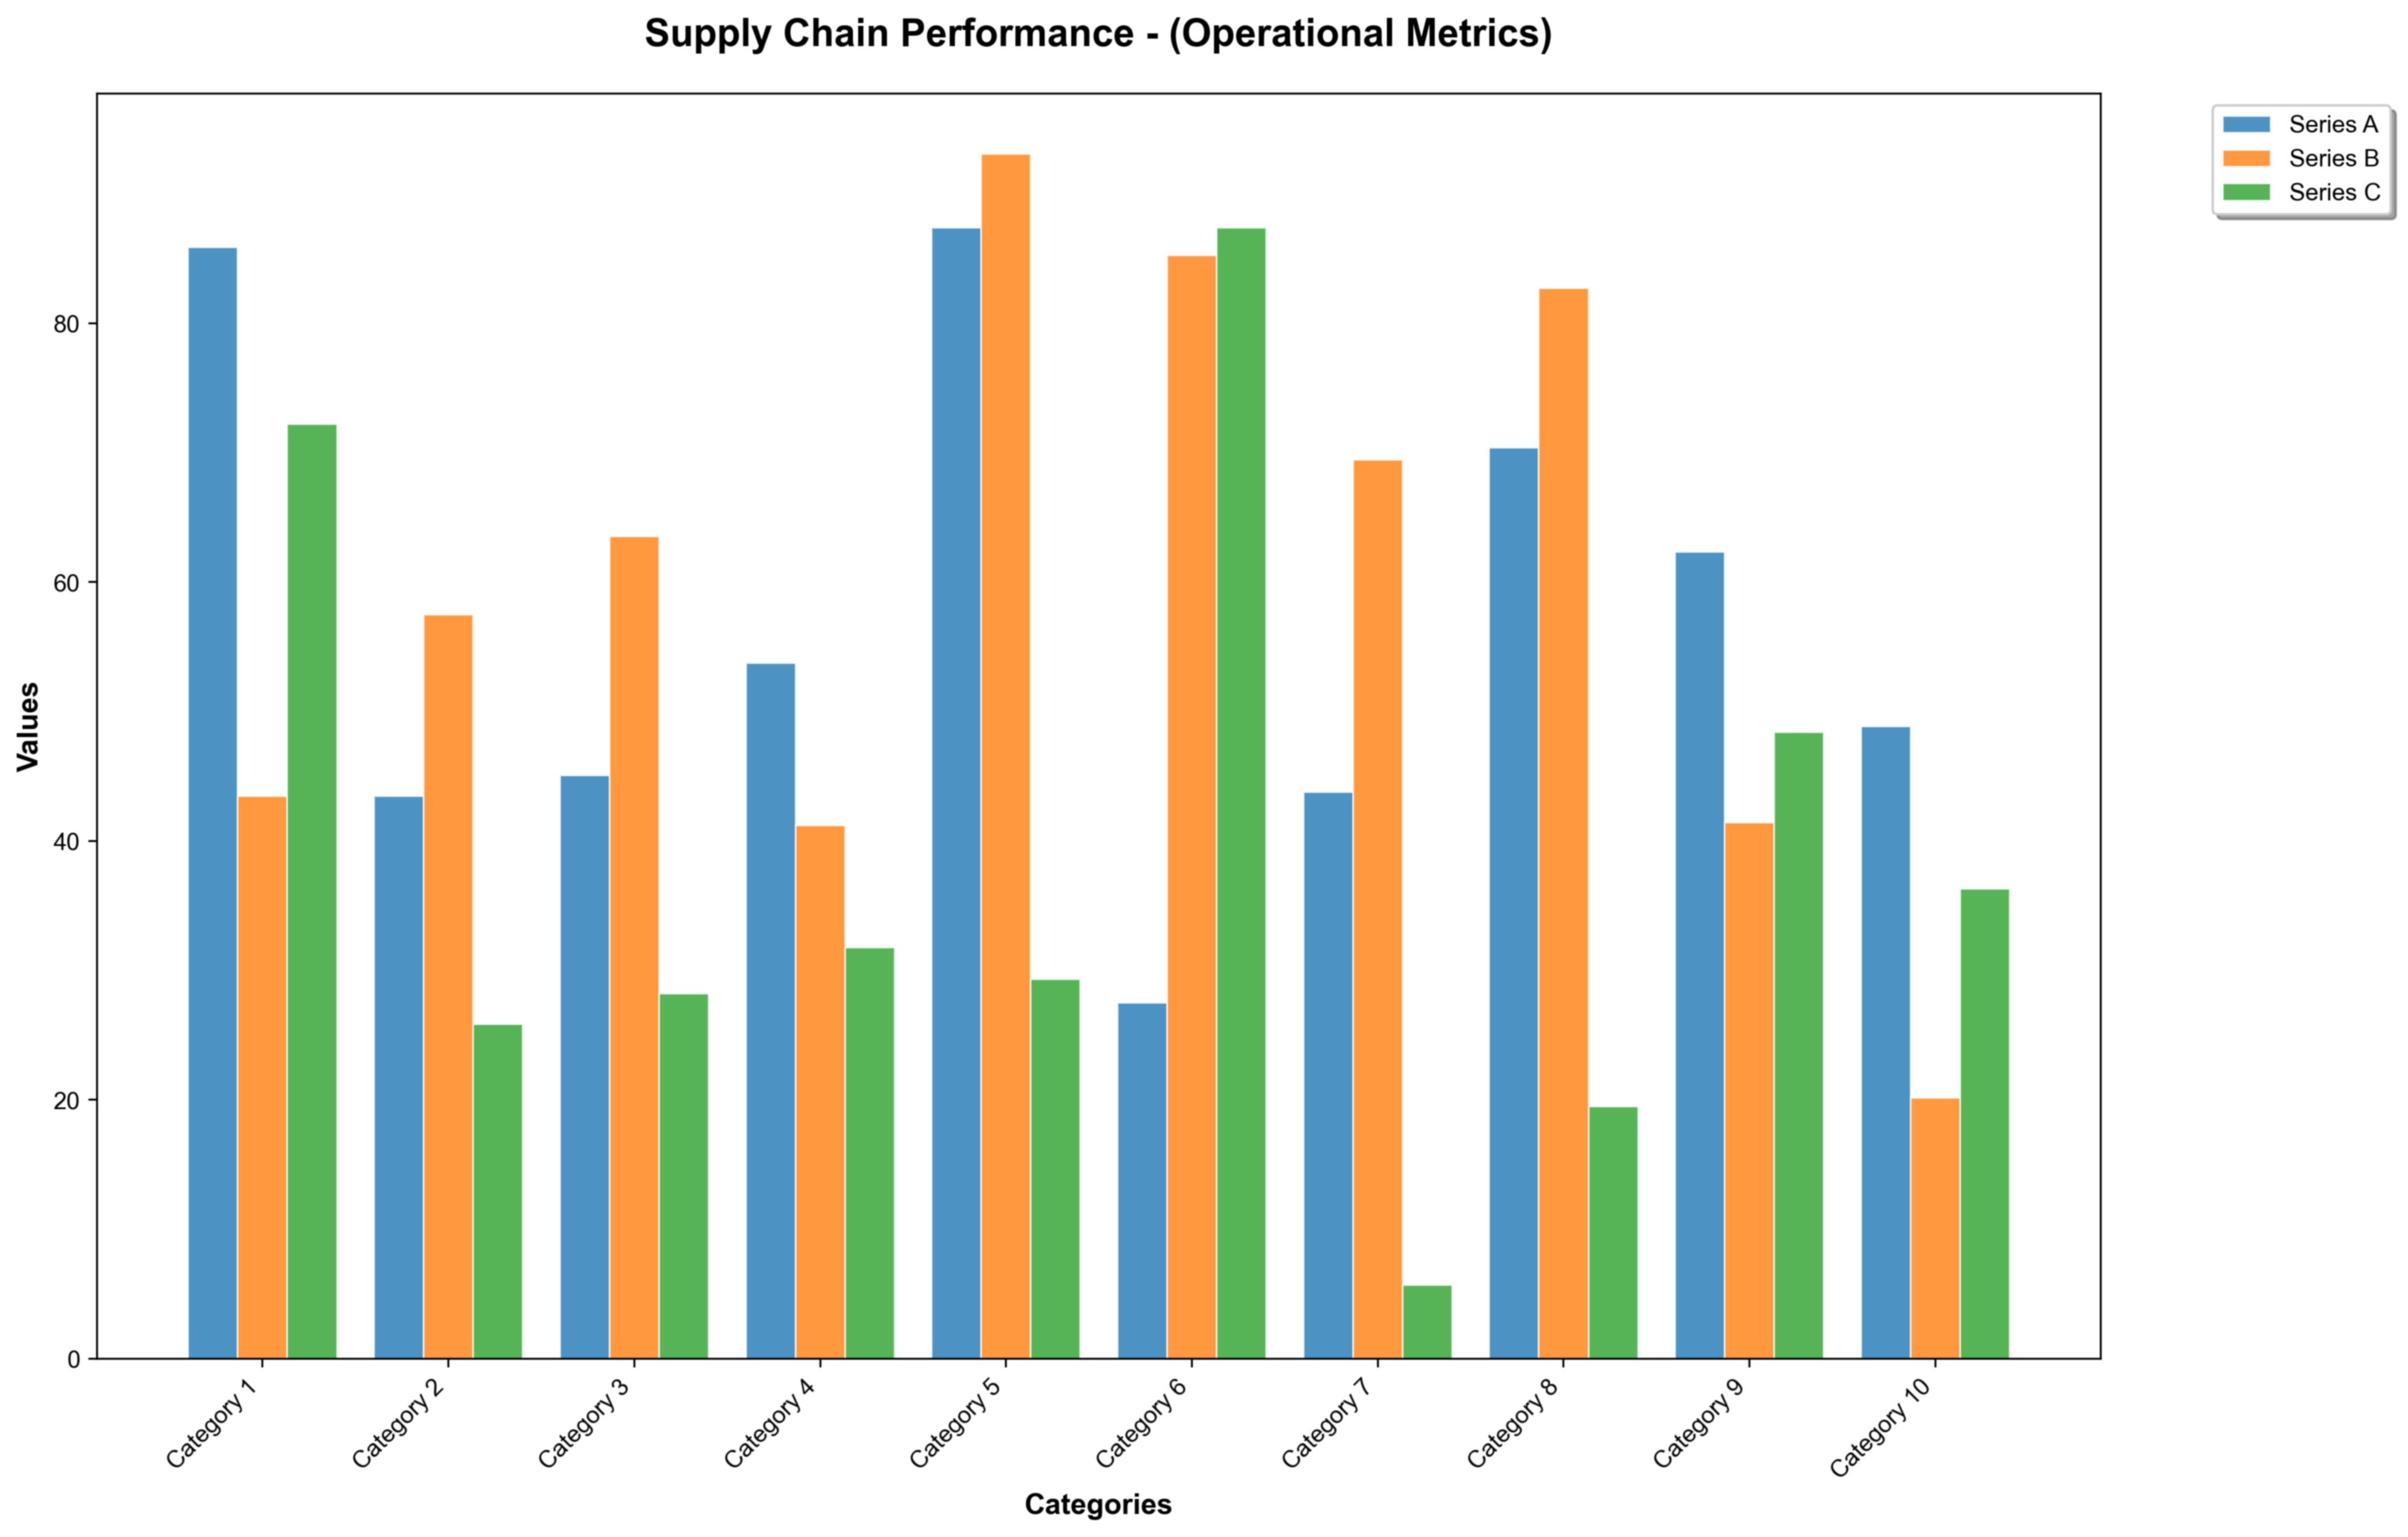 Supply Chain Performance - (Operational Metrics)
Series A
Series B
Series C
Values
80
60
40
20
0
Category 1
Category 2
Category 3
Category 4
Category 5
Category 6
Category 7
Category 8
Category 9
Category 10
Categories